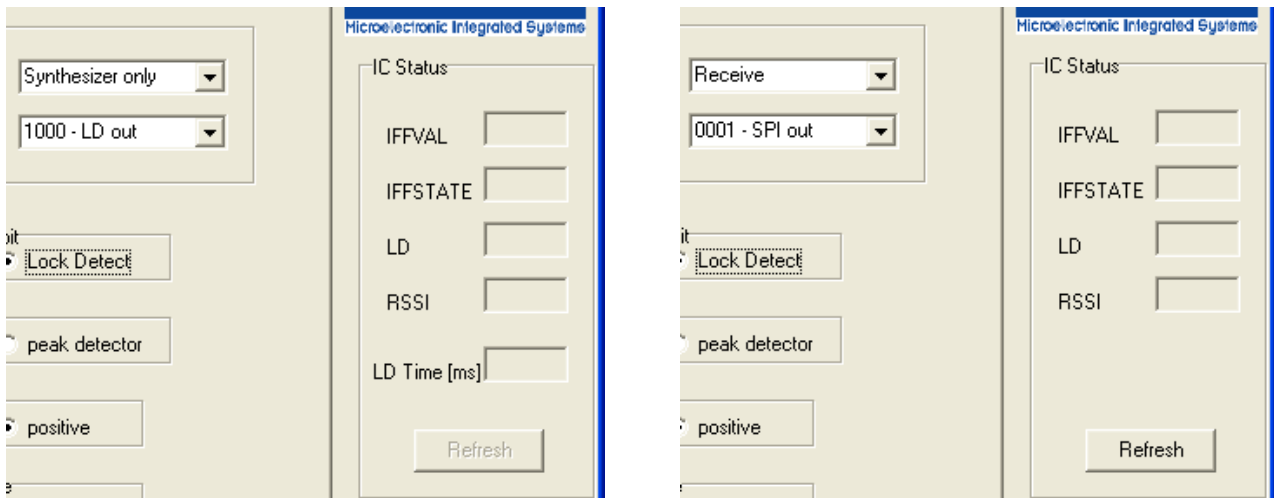 Microelectronic Integrated Systems
IC Status
Synthesizer only
1000 - LD out
IFFVAL
IFFSTATE
Lock Detect
LD
RSSI
peak detector
LD Time [ms]
positive
Refresh
Microelectronic Integrated Systems
IC Status
Receive
0001 - SPI out
IFFVAL
IFFSTATE
Lock Detect
LD
RSSI
peak detector
positive
Refresh